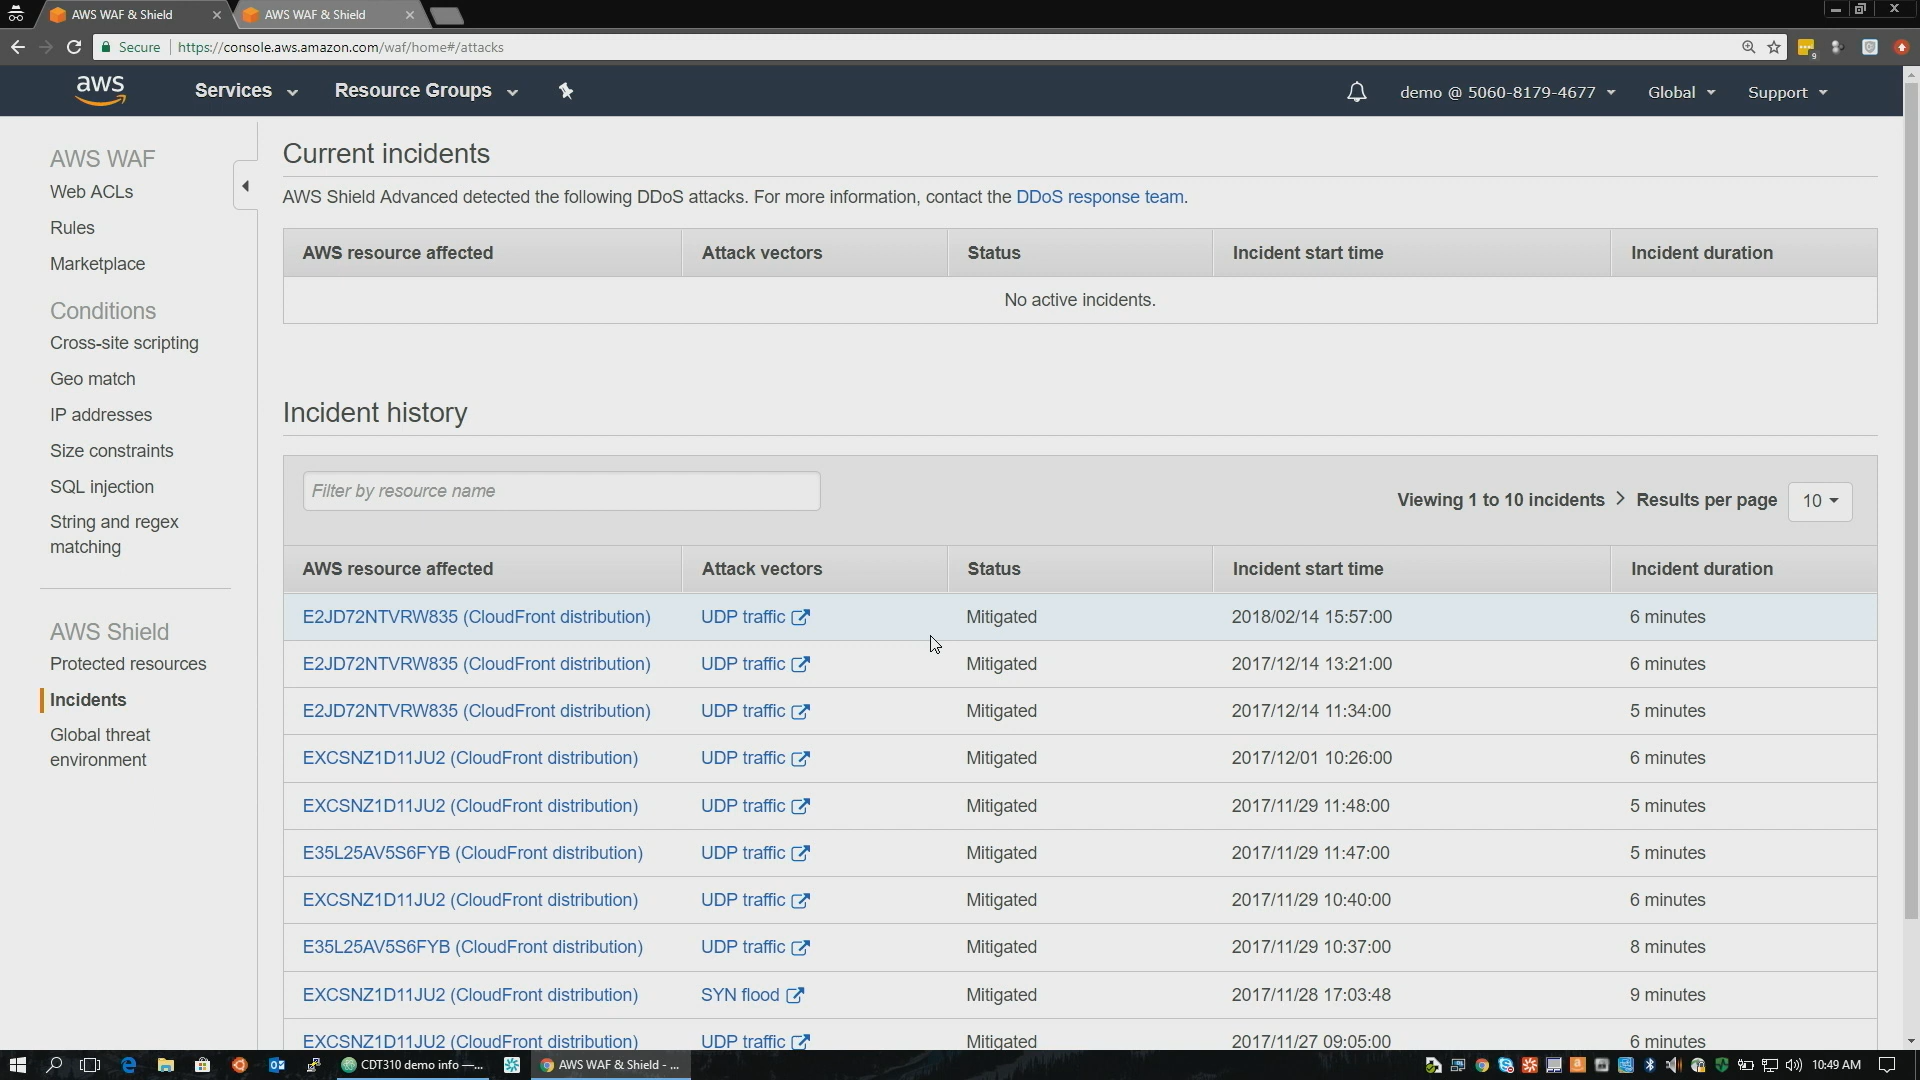 AWS WAF & Shield
AWS WAF & Shield
Secure
https://console.aws.amazon.com/waf/home#/attacks
9
aws
Services
Resource Groups
demo @ 5060-8179-4677
Global
Support
AWS WAF
Web ACLs
Rules
Marketplace
Conditions
Cross-site scripting
Geo match
IP addresses
Size constraints
SQL injection
String and regex
matching
AWS Shield
Protected resources
Incidents
Global threat
environment
Current incidents
AWS Shield Advanced detected the following DDoS attacks. For more information, contact the DDoS response team.
AWS resource affected Attack vectors Status Incident start time Incident duration
No active incidents.
Incident history
Filter by resource name
Viewing 1 to 10 incidents > Results per page 10
AWS resource affected Attack vectors Status Incident start time Incident duration
E2JD72NTVRW835 (CloudFront distribution) UDP traffic Mitigated 2018/02/14 15:57:00 6 minutes
E2JD72NTVRW835 (CloudFront distribution) UDP traffic Mitigated 2017/12/14 13:21:00 6 minutes
E2JD72NTVRW835 (CloudFront distribution) UDP traffic Mitigated 2017/12/14 11:34:00 5 minutes
EXCSNZ1D11JU2 (CloudFront distribution) UDP traffic Mitigated 2017/12/01 10:26:00 6 minutes
EXCSNZ1D11JU2 (CloudFront distribution) UDP traffic Mitigated 2017/11/29 11:48:00 5 minutes
E35L25AV5S6FYB (CloudFront distribution) UDP traffic Mitigated 2017/11/29 11:47:00 5 minutes
EXCSNZ1D11JU2 (CloudFront distribution) UDP traffic Mitigated 2017/11/29 10:40:00 6 minutes
E35L25AV5S6FYB (CloudFront distribution) UDP traffic Mitigated 2017/11/29 10:37:00 8 minutes
EXCSNZ1D11JU2 (CloudFront distribution) SYN flood Mitigated 2017/11/28 17:03:48 9 minutes
EXCSNZ1D11JU2 (CloudFront distribution) UDP traffic Mitigated 2017/11/27 09:05:00 6 minutes
CDT310 demo info —...
AWS WAF & Shield - ...
10:49 AM